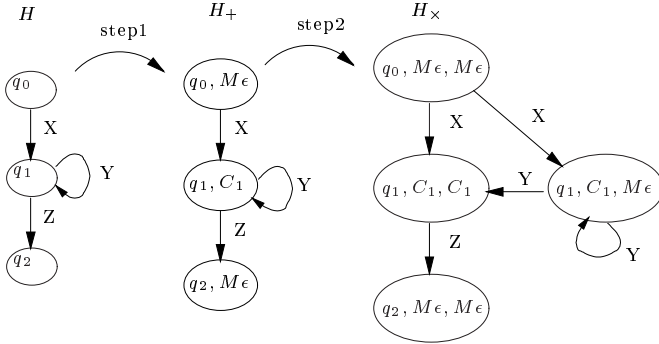 H
H₊
H×
step1
step2
q₀
q₀, Mϵ
q₀, Mϵ, Mϵ
X
X
X
X
q₁
Y
q₁, C₁
Y
q₁, C₁, C₁
Y
q₁, C₁, Mϵ
Z
Z
Z
Y
q₂
q₂, Mϵ
q₂, Mϵ, Mϵ